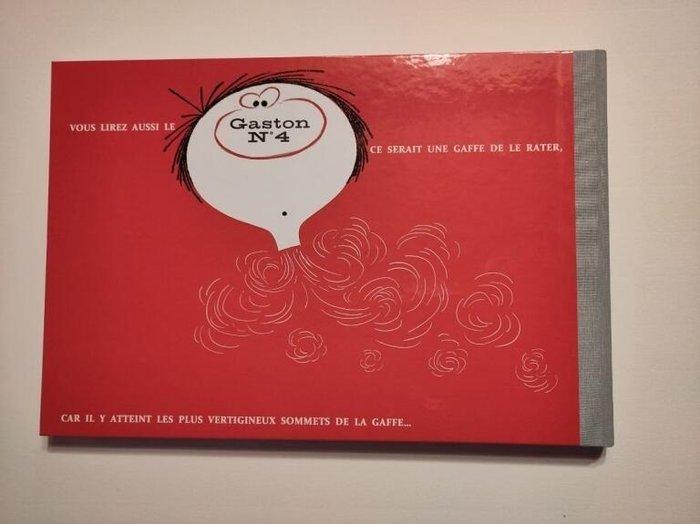 VOUS LIREZ AUSSI LE
Gaston
N°4
CE SERAIT UNE GAFFE DE LE RATER,
CAR IL Y ATTEINT LES PLUS VERTIGINEUX SOMMETS DE LA GAFFE...